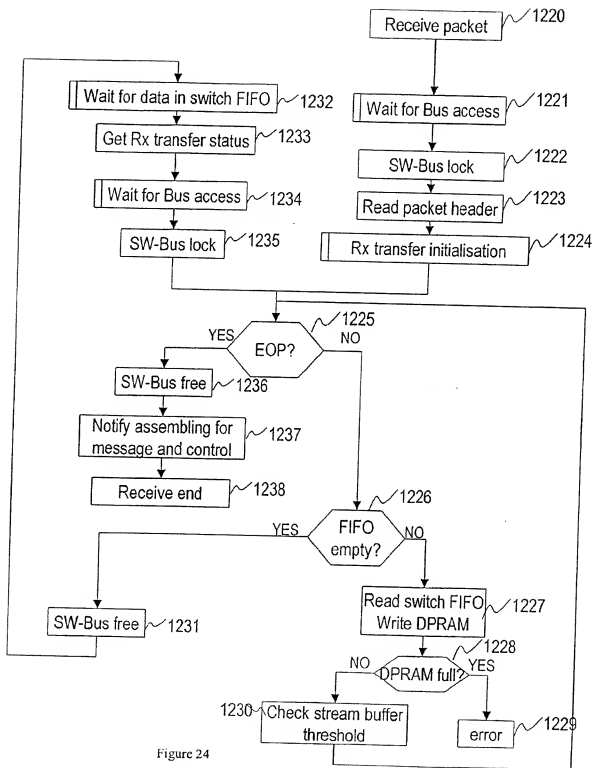 Receive packet 1220
Wait for data in switch FIFO 1232
Wait for Bus access 1221
Get Rx transfer status 1233
SW-Bus lock 1222
Wait for Bus access 1234
Read packet header 1223
SW-Bus lock 1235
Rx transfer initialisation 1224
1225
YES EOP? NO
SW-Bus free 1236
Notify assembling for
message and control 1237
Receive end 1238
1226
YES FIFO NO
empty?
Read switch FIFO
Write DPRAM 1227
SW-Bus free 1231
1228
NO DPRAM full? YES
1230 Check stream buffer
threshold
error 1229
Figure 24